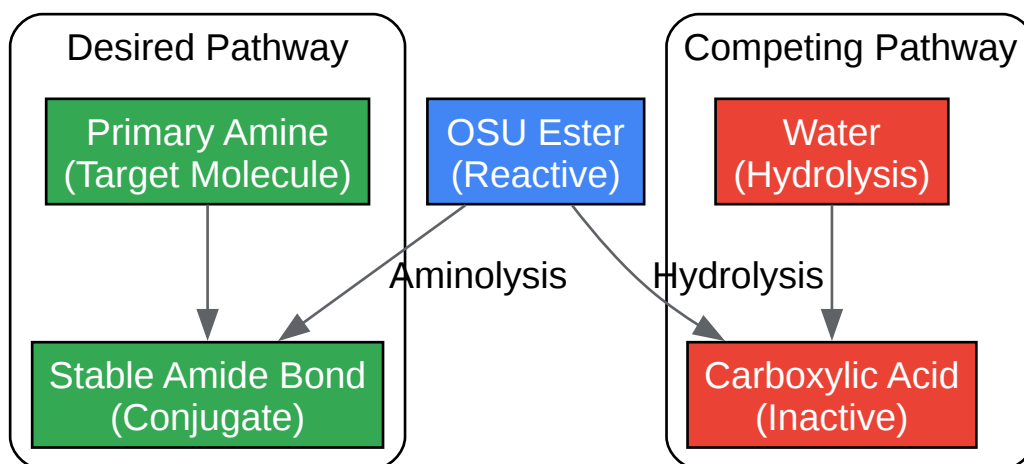 Desired Pathway
Competing Pathway
Primary Amine
(Target Molecule)
OSU Ester
(Reactive)
Water
(Hydrolysis)
Aminolysis
Hydrolysis
Stable Amide Bond
(Conjugate)
Carboxylic Acid
(Inactive)